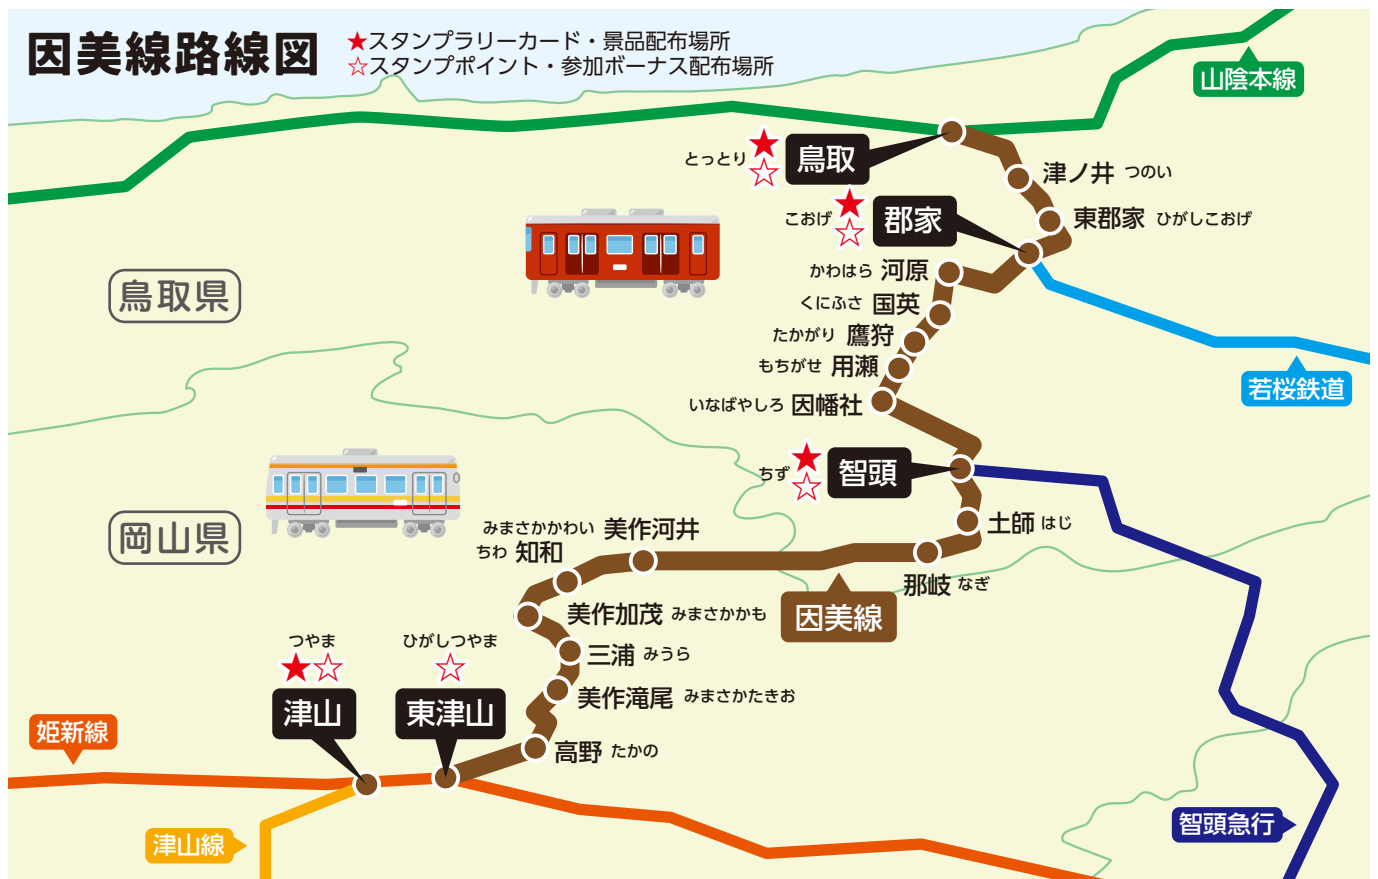 因美線路線図
★スタンプラリーカード・景品配布場所
☆スタンプポイント・参加ボーナス配布場所
山陰本線
とっとり ★☆ 鳥取
津ノ井 つのい
こおげ ★☆ 郡家
東郡家 ひがしこおげ
かわはら 河原
鳥取県
くにふさ 国英
たかがり 鷹狩
もちがせ 用瀬
若桜鉄道
いなばやしろ 因幡社
ちず ★☆ 智頭
土師 はじ
みまさかかわい 美作河井
岡山県
ちわ 知和
那岐 なぎ
美作加茂 みまさかかも
因美線
つやま
★☆
津山
ひがしつやま
☆
東津山
三浦 みうら
美作滝尾 みまさかたきお
姫新線
高野 たかの
智頭急行
津山線